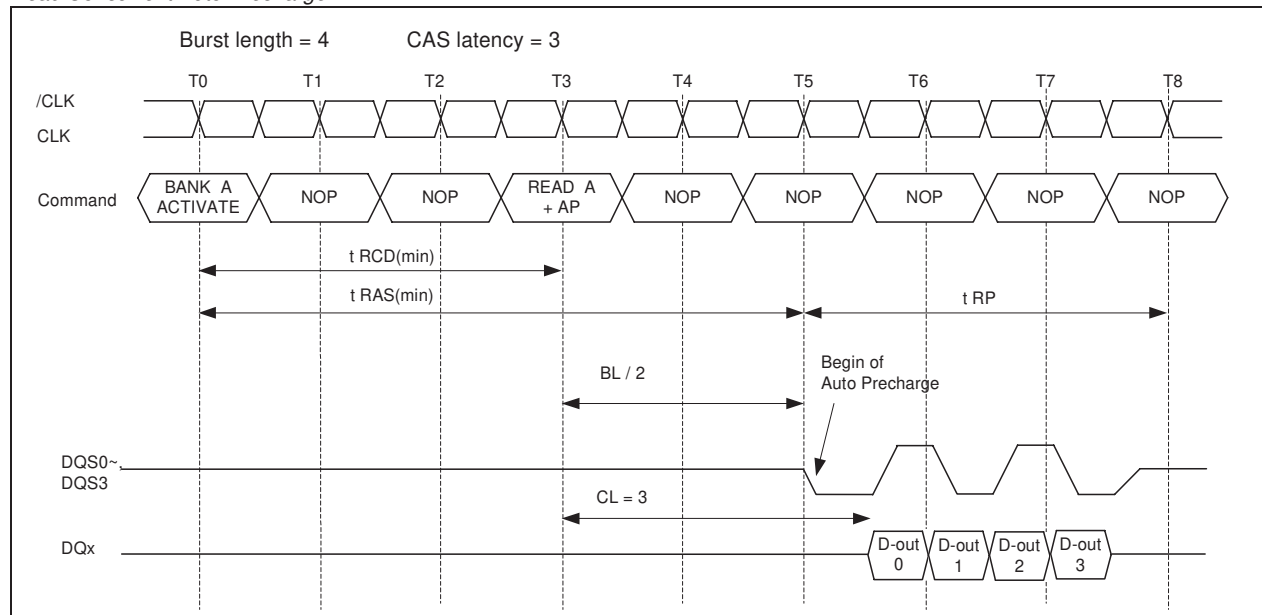 Burst length = 4 CAS latency = 3
T0 T1 T2 T3 T4 T5 T6 T7 T8
/CLK
CLK
Command
BANK A
ACTIVATE
NOP
NOP
READ A
+ AP
NOP
NOP
NOP
NOP
NOP
t RCD(min)
t RAS(min)
t RP
BL / 2
Begin of
Auto Precharge
DQS0~.
DQS3
CL = 3
DQx
D-out
0
D-out
1
D-out
2
D-out
3